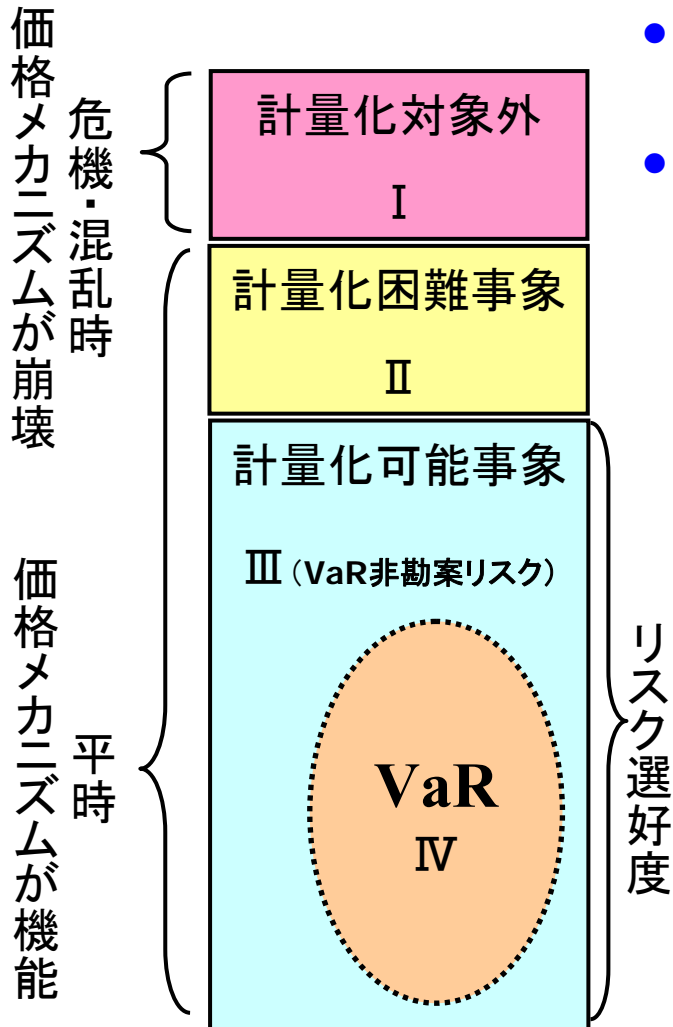 価格メカニズムが崩壊
危機・混乱時
計量化対象外
Ⅰ
計量化困難事象
Ⅱ
計量化可能事象
Ⅲ（VaR非勘案リスク）
VaR
Ⅳ
価格メカニズムが機能
平時
リスク選好度